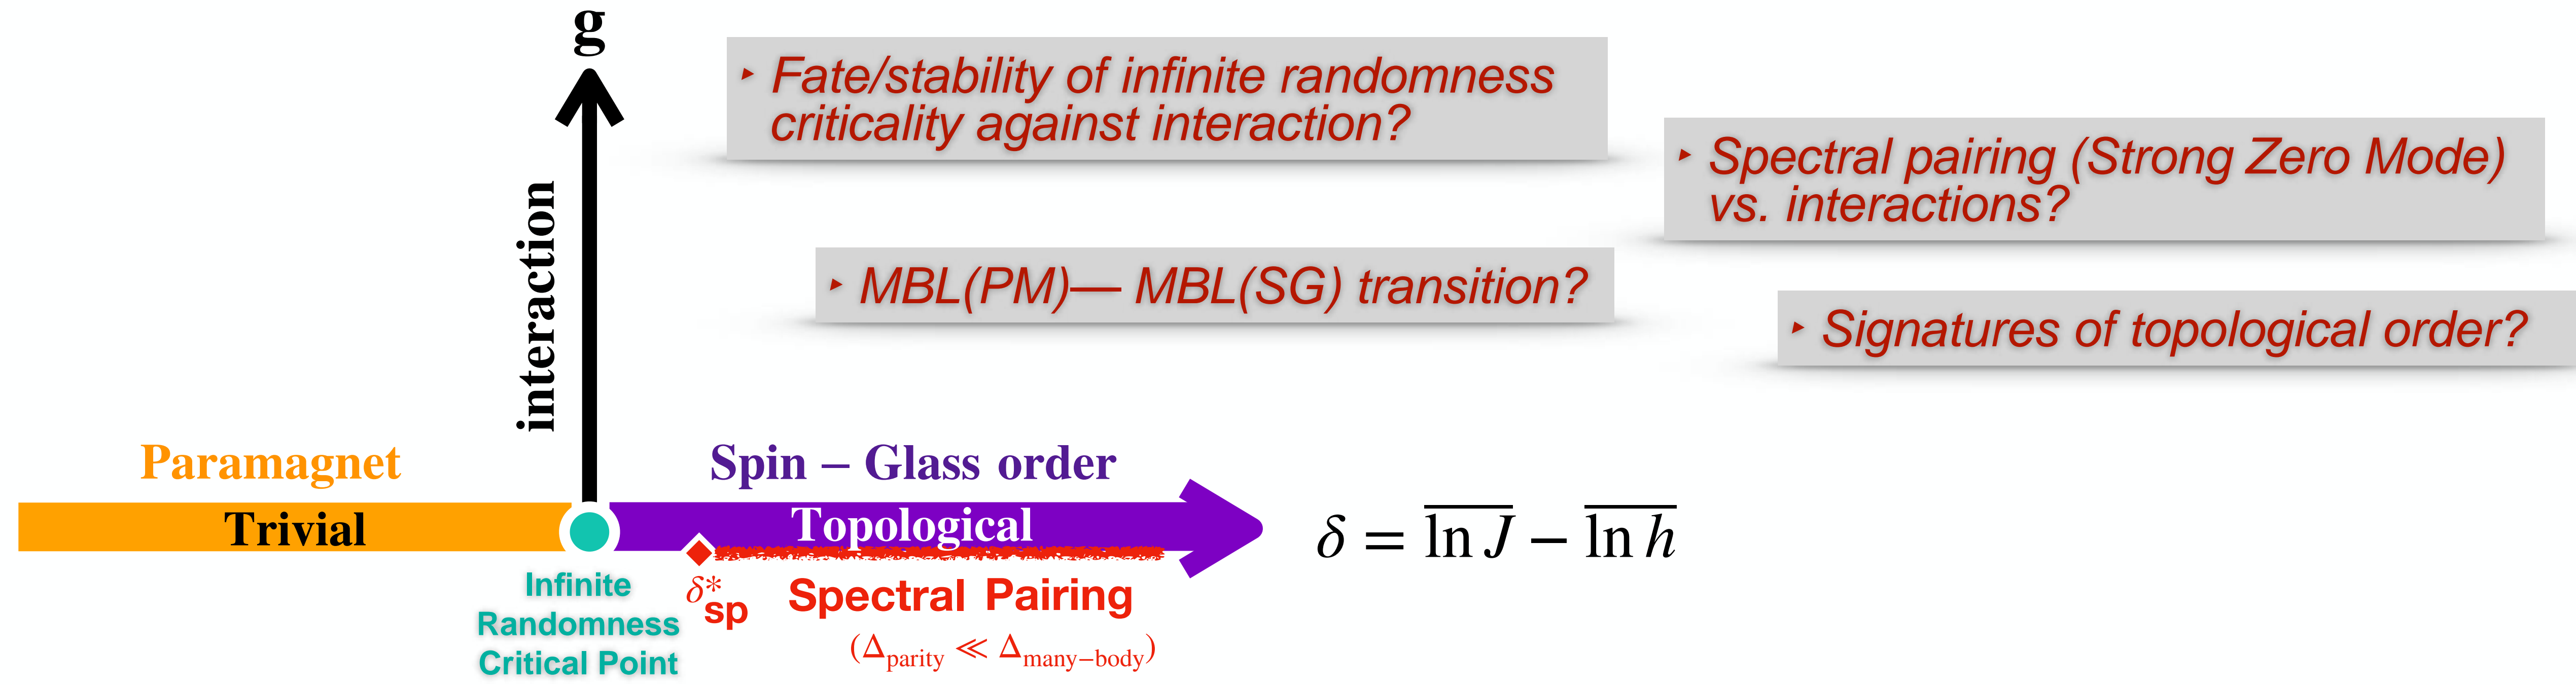 g
interaction
‣ Fate/stability of infinite randomness
criticality against interaction?
‣ Spectral pairing (Strong Zero Mode)
vs. interactions?
‣ MBL(PM)— MBL(SG) transition?
‣ Signatures of topological order?
Paramagnet
Trivial
Spin – Glass order
Topological
δ = \overline{ln J} − \overline{ln h}
Infinite
Randomness
Critical Point
δ*sp
Spectral Pairing
(Δparity ≪ Δmany−body)